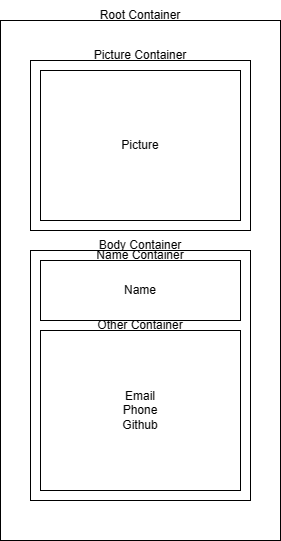 Root Container
Picture Container
Picture
Body Container
Name Container
Name
Other Container
Email
Phone
Github